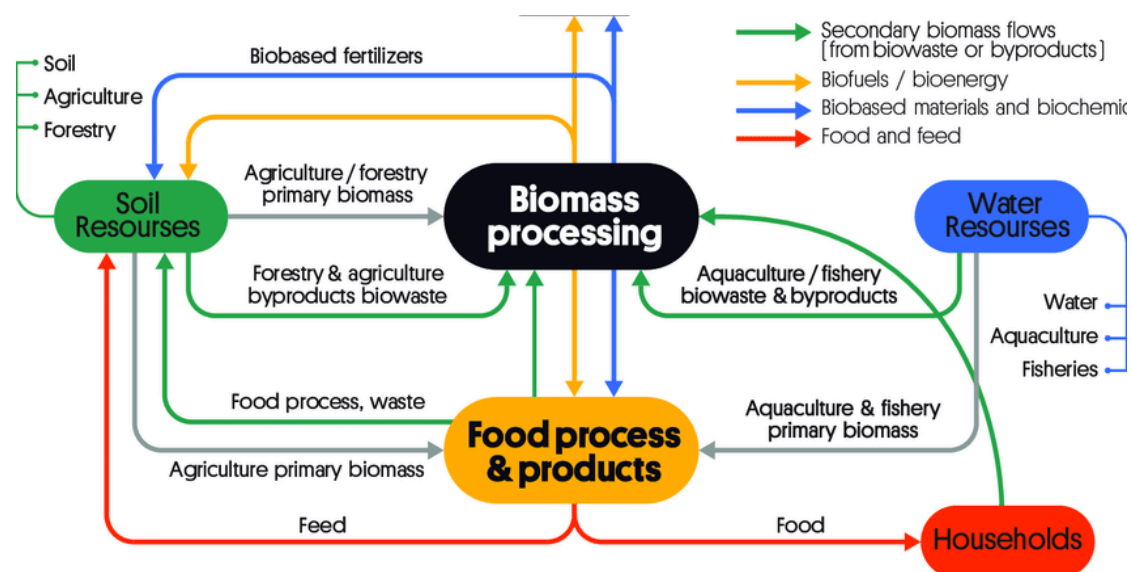 Secondary biomass flows
(from biowaste or byproducts)
Biofuels / bioenergy
Biobased materials and biochemic
Food and feed
Soil
Agriculture
Forestry
Biobased fertilizers
Agriculture / forestry
primary biomass
Soil
Resourses
Biomass
processing
Water
Resourses
Forestry & agriculture
byproducts biowaste
Aquaculture / fishery
biowaste & byproducts
Water
Aquaculture
Fisheries
Food process, waste
Food process
& products
Aquaculture & fishery
primary biomass
Agriculture primary biomass
Feed
Food
Households